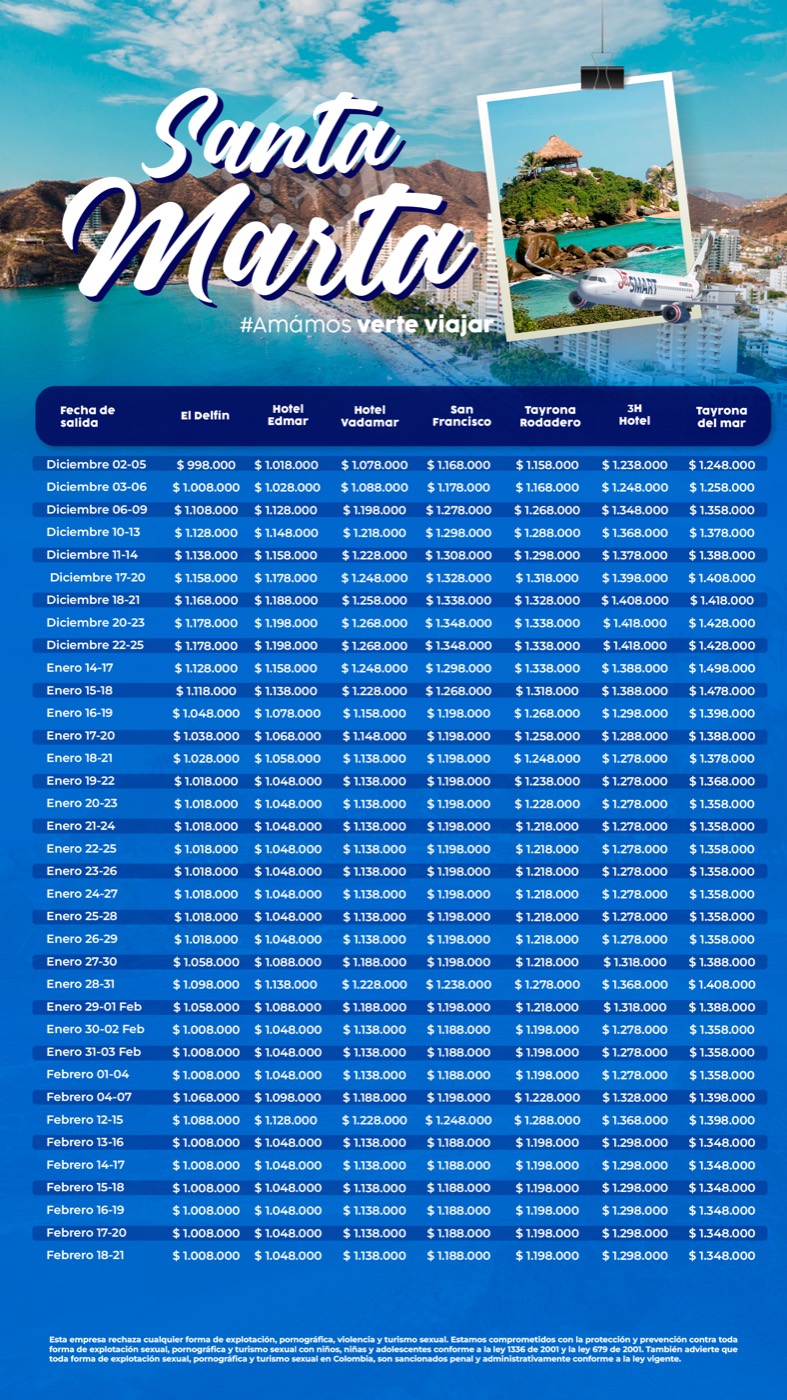 Santa
Marta
#Amámos verte viajar
JetSMART
Fecha de salida El Delfín Hotel Edmar Hotel Vadamar San Francisco Tayrona Rodadero 3H Hotel Tayrona del mar
Diciembre 02-05 $ 998.000 $ 1.018.000 $ 1.078.000 $ 1.168.000 $ 1.158.000 $ 1.238.000 $ 1.248.000
Diciembre 03-06 $ 1.008.000 $ 1.028.000 $ 1.088.000 $ 1.178.000 $ 1.168.000 $ 1.248.000 $ 1.258.000
Diciembre 06-09 $ 1.108.000 $ 1.128.000 $ 1.198.000 $ 1.278.000 $ 1.268.000 $ 1.348.000 $ 1.358.000
Diciembre 10-13 $ 1.128.000 $ 1.148.000 $ 1.218.000 $ 1.298.000 $ 1.288.000 $ 1.368.000 $ 1.378.000
Diciembre 11-14 $ 1.138.000 $ 1.158.000 $ 1.228.000 $ 1.308.000 $ 1.298.000 $ 1.378.000 $ 1.388.000
Diciembre 17-20 $ 1.158.000 $ 1.178.000 $ 1.248.000 $ 1.328.000 $ 1.318.000 $ 1.398.000 $ 1.408.000
Diciembre 18-21 $ 1.168.000 $ 1.188.000 $ 1.258.000 $ 1.338.000 $ 1.328.000 $ 1.408.000 $ 1.418.000
Diciembre 20-23 $ 1.178.000 $ 1.198.000 $ 1.268.000 $ 1.348.000 $ 1.338.000 $ 1.418.000 $ 1.428.000
Diciembre 22-25 $ 1.178.000 $ 1.198.000 $ 1.268.000 $ 1.348.000 $ 1.338.000 $ 1.418.000 $ 1.428.000
Enero 14-17 $ 1.128.000 $ 1.158.000 $ 1.248.000 $ 1.298.000 $ 1.338.000 $ 1.388.000 $ 1.498.000
Enero 15-18 $ 1.118.000 $ 1.138.000 $ 1.228.000 $ 1.268.000 $ 1.318.000 $ 1.388.000 $ 1.478.000
Enero 16-19 $ 1.048.000 $ 1.078.000 $ 1.158.000 $ 1.198.000 $ 1.268.000 $ 1.298.000 $ 1.398.000
Enero 17-20 $ 1.038.000 $ 1.068.000 $ 1.148.000 $ 1.198.000 $ 1.258.000 $ 1.288.000 $ 1.388.000
Enero 18-21 $ 1.028.000 $ 1.058.000 $ 1.138.000 $ 1.198.000 $ 1.248.000 $ 1.278.000 $ 1.378.000
Enero 19-22 $ 1.018.000 $ 1.048.000 $ 1.138.000 $ 1.198.000 $ 1.238.000 $ 1.278.000 $ 1.368.000
Enero 20-23 $ 1.018.000 $ 1.048.000 $ 1.138.000 $ 1.198.000 $ 1.228.000 $ 1.278.000 $ 1.358.000
Enero 21-24 $ 1.018.000 $ 1.048.000 $ 1.138.000 $ 1.198.000 $ 1.218.000 $ 1.278.000 $ 1.358.000
Enero 22-25 $ 1.018.000 $ 1.048.000 $ 1.138.000 $ 1.198.000 $ 1.218.000 $ 1.278.000 $ 1.358.000
Enero 23-26 $ 1.018.000 $ 1.048.000 $ 1.138.000 $ 1.198.000 $ 1.218.000 $ 1.278.000 $ 1.358.000
Enero 24-27 $ 1.018.000 $ 1.048.000 $ 1.138.000 $ 1.198.000 $ 1.218.000 $ 1.278.000 $ 1.358.000
Enero 25-28 $ 1.018.000 $ 1.048.000 $ 1.138.000 $ 1.198.000 $ 1.218.000 $ 1.278.000 $ 1.358.000
Enero 26-29 $ 1.018.000 $ 1.048.000 $ 1.138.000 $ 1.198.000 $ 1.218.000 $ 1.278.000 $ 1.358.000
Enero 27-30 $ 1.058.000 $ 1.088.000 $ 1.188.000 $ 1.198.000 $ 1.218.000 $ 1.318.000 $ 1.388.000
Enero 28-31 $ 1.098.000 $ 1.138.000 $ 1.228.000 $ 1.238.000 $ 1.278.000 $ 1.368.000 $ 1.408.000
Enero 29-01 Feb $ 1.058.000 $ 1.088.000 $ 1.188.000 $ 1.198.000 $ 1.218.000 $ 1.318.000 $ 1.388.000
Enero 30-02 Feb $ 1.008.000 $ 1.048.000 $ 1.138.000 $ 1.188.000 $ 1.198.000 $ 1.278.000 $ 1.358.000
Enero 31-03 Feb $ 1.008.000 $ 1.048.000 $ 1.138.000 $ 1.188.000 $ 1.198.000 $ 1.278.000 $ 1.358.000
Febrero 01-04 $ 1.008.000 $ 1.048.000 $ 1.138.000 $ 1.188.000 $ 1.198.000 $ 1.278.000 $ 1.358.000
Febrero 04-07 $ 1.068.000 $ 1.098.000 $ 1.188.000 $ 1.198.000 $ 1.228.000 $ 1.328.000 $ 1.398.000
Febrero 12-15 $ 1.088.000 $ 1.128.000 $ 1.228.000 $ 1.248.000 $ 1.288.000 $ 1.368.000 $ 1.398.000
Febrero 13-16 $ 1.008.000 $ 1.048.000 $ 1.138.000 $ 1.188.000 $ 1.198.000 $ 1.298.000 $ 1.348.000
Febrero 14-17 $ 1.008.000 $ 1.048.000 $ 1.138.000 $ 1.188.000 $ 1.198.000 $ 1.298.000 $ 1.348.000
Febrero 15-18 $ 1.008.000 $ 1.048.000 $ 1.138.000 $ 1.188.000 $ 1.198.000 $ 1.298.000 $ 1.348.000
Febrero 16-19 $ 1.008.000 $ 1.048.000 $ 1.138.000 $ 1.188.000 $ 1.198.000 $ 1.298.000 $ 1.348.000
Febrero 17-20 $ 1.008.000 $ 1.048.000 $ 1.138.000 $ 1.188.000 $ 1.198.000 $ 1.298.000 $ 1.348.000
Febrero 18-21 $ 1.008.000 $ 1.048.000 $ 1.138.000 $ 1.188.000 $ 1.198.000 $ 1.298.000 $ 1.348.000
Esta empresa rechaza cualquier forma de explotación, pornográfica, violencia y turismo sexual. Estamos comprometidos con la protección y prevención contra toda
forma de explotación sexual, pornográfica y turismo sexual con niños, niñas y adolescentes conforme a la ley 1336 de 2001 y la ley 679 de 2001. También advierte que
toda forma de explotación sexual, pornográfica y turismo sexual en Colombia, son sancionados penal y administrativamente conforme a la ley vigente.